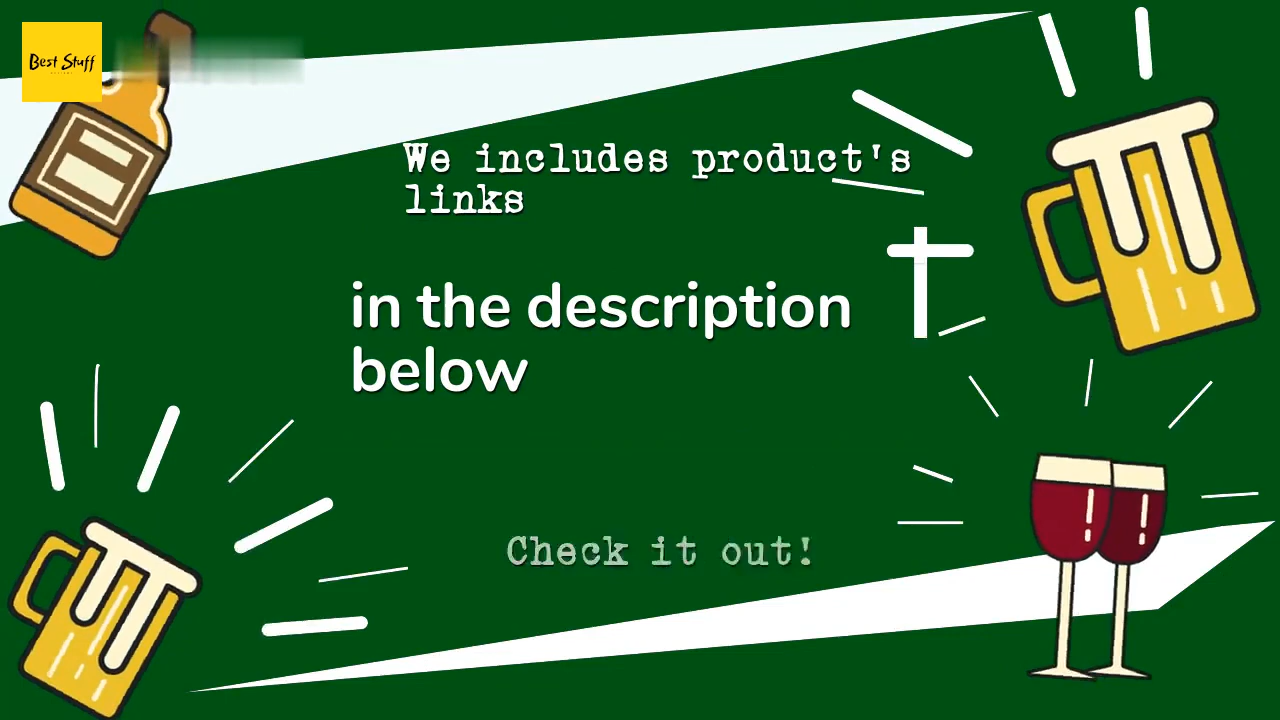 Best Stuff
We includes product's
links
in the description
below
Check it out!